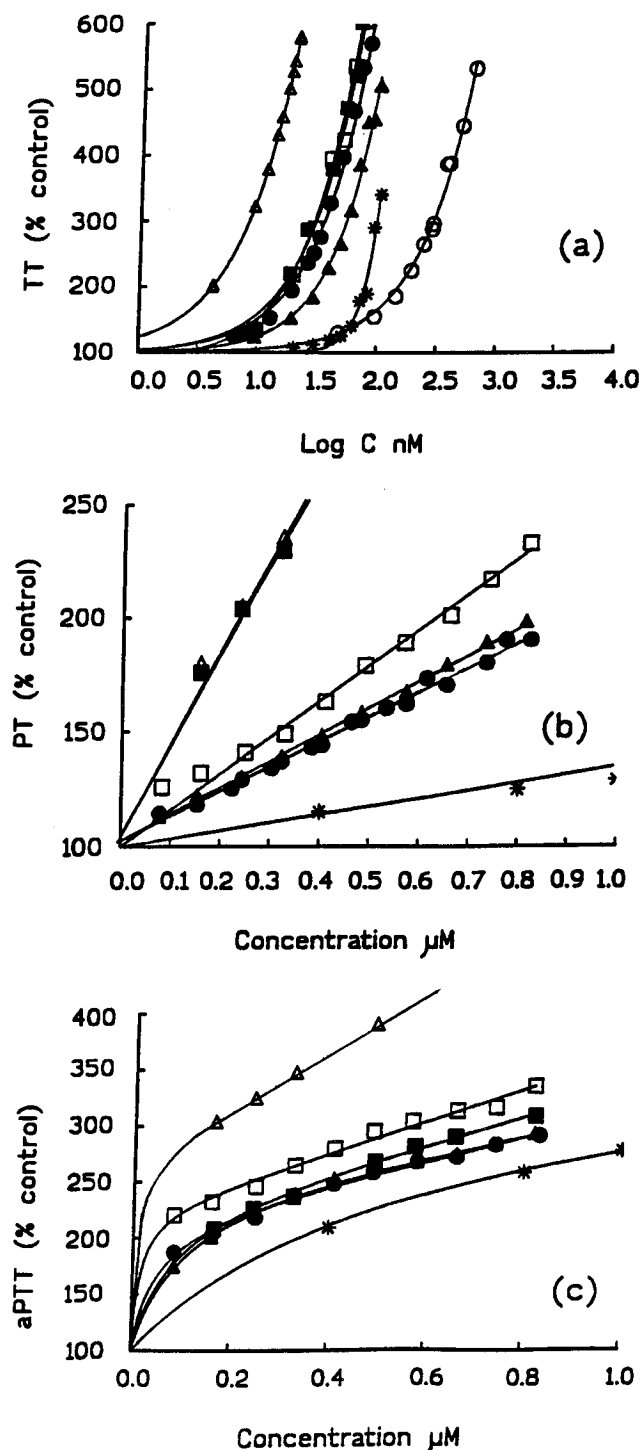 600
500
400
300
200
100
TT (% control)
(a)
0.0 0.5 1.0 1.5 2.0 2.5 3.0 3.5 4.0
Log C nM
250
200
150
100
PT (% control)
(b)
0.0 0.1 0.2 0.3 0.4 0.5 0.6 0.7 0.8 0.9 1.0
Concentration µM
400
350
300
250
200
150
100
aPTT (% control)
(c)
0.0 0.2 0.4 0.6 0.8 1.0
Concentration µM